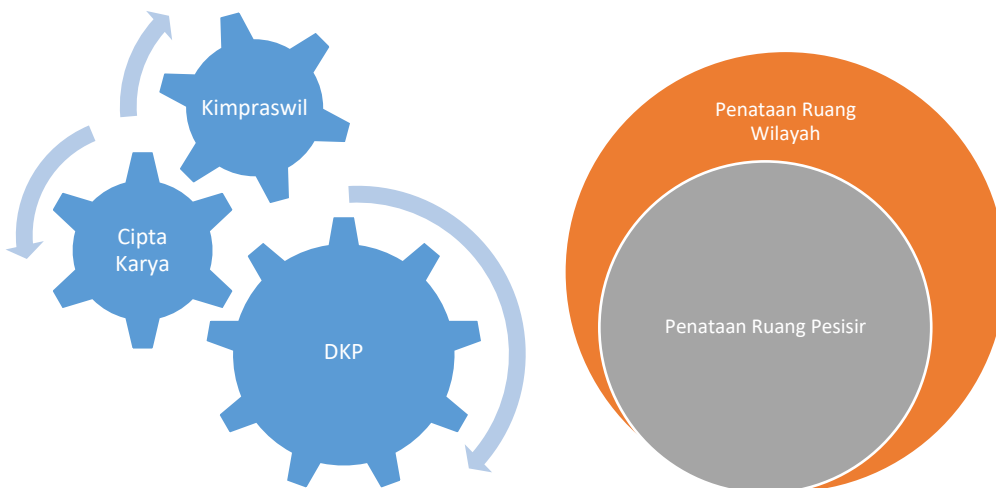 Kimpraswil
Cipta
Karya
DKP
Penataan Ruang
Wilayah
Penataan Ruang Pesisir